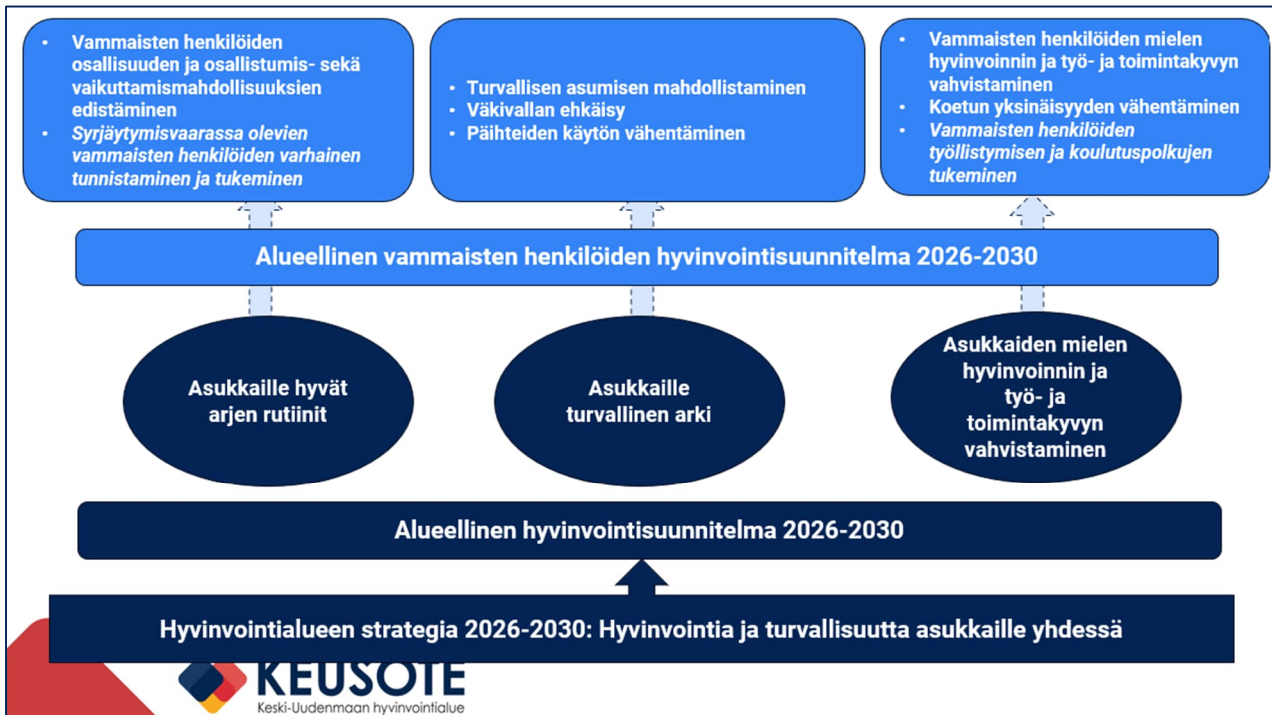 • Vammaisten henkilöiden
osallisuuden ja osallistumis- sekä
vaikuttamismahdollisuuksien
edistäminen
• Syrjäytymisvaarassa olevien
vammaisten henkilöiden varhainen
tunnistaminen ja tukeminen
• Turvallisen asumisen mahdollistaminen
• Väkivallan ehkäisy
• Päihteiden käytön vähentäminen
• Vammaisten henkilöiden mielen
hyvinvoinnin ja työ- ja toimintakyvyn
vahvistaminen
• Koetun yksinäisyyden vähentäminen
• Vammaisten henkilöiden
työllistymisen ja koulutuspolkujen
tukeminen
Alueellinen vammaisten henkilöiden hyvinvointisuunnitelma 2026-2030
Asukkaille hyvät
arjen rutiinit
Asukkaille
turvallinen arki
Asukkaiden mielen
hyvinvoinnin ja
työ- ja
toimintakyvyn
vahvistaminen
Alueellinen hyvinvointisuunnitelma 2026-2030
Hyvinvointialueen strategia 2026-2030: Hyvinvointia ja turvallisuutta asukkaille yhdessä
KEUSOTE
Keski-Uudenmaan hyvinvointialue